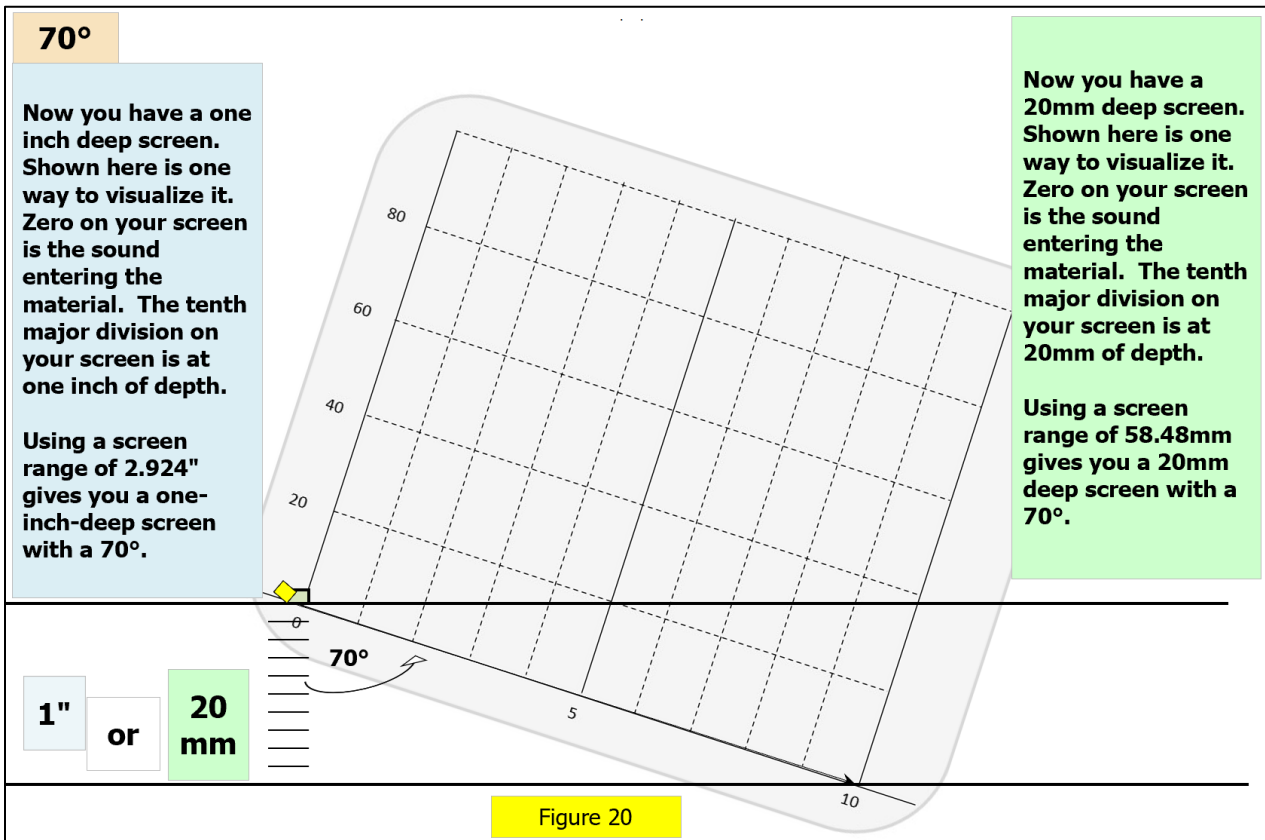 70°
Now you have a one
inch deep screen.
Shown here is one
way to visualize it.
Zero on your screen
is the sound
entering the
material.  The tenth
major division on
your screen is at
one inch of depth.
Using a screen
range of 2.924"
gives you a one-
inch-deep screen
with a 70°.
Now you have a
20mm deep screen.
Shown here is one
way to visualize it.
Zero on your screen
is the sound
entering the
material.  The tenth
major division on
your screen is at
20mm of depth.
Using a screen
range of 58.48mm
gives you a 20mm
deep screen with a
70°.
80
60
40
20
0
70°
5
10
1"
or
20
mm
Figure 20